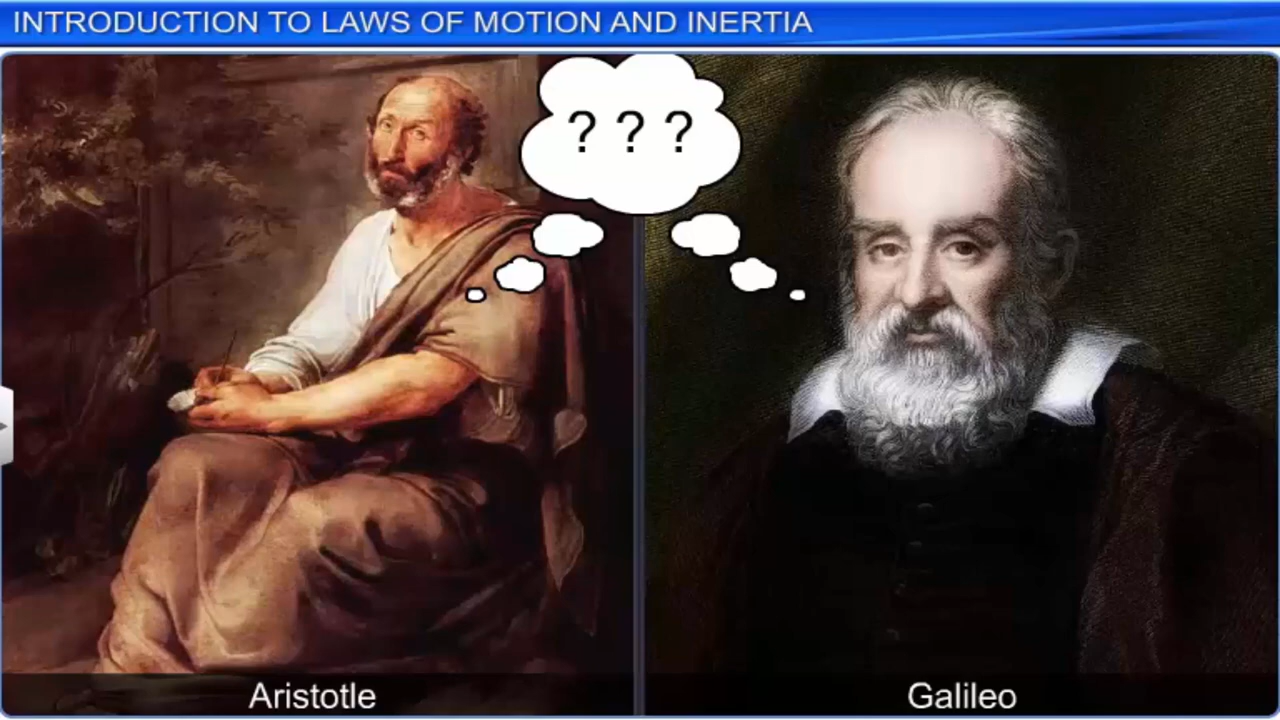 INTRODUCTION TO LAWS OF MOTION AND INERTIA
? ? ?
Aristotle
Galileo